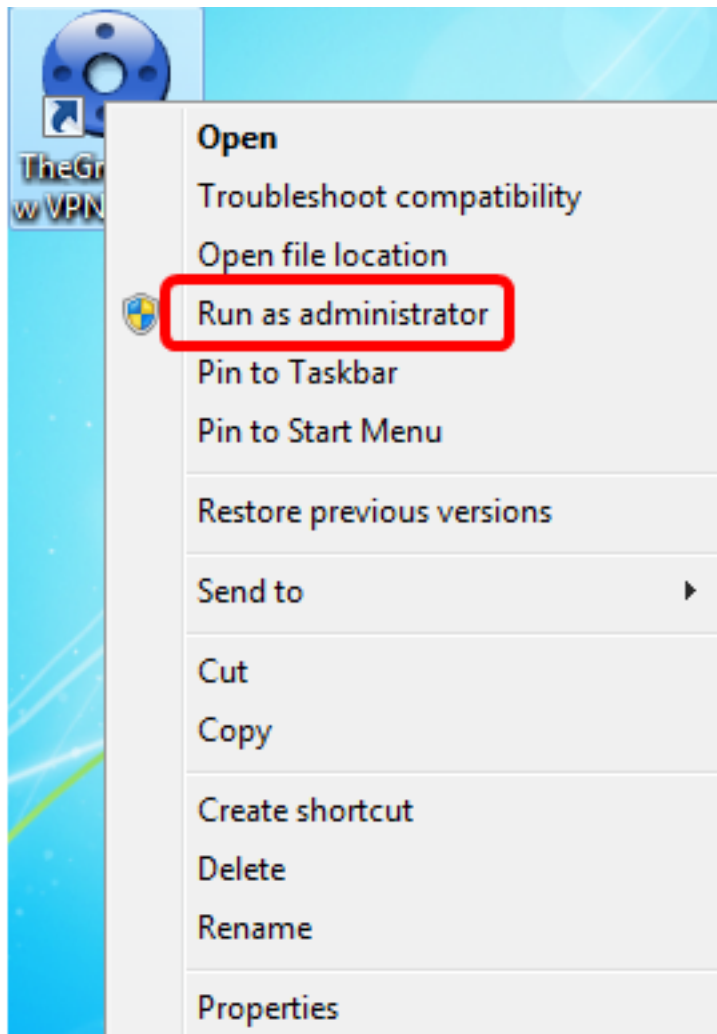 TheGr
w VPN
Open
Troubleshoot compatibility
Open file location
Run as administrator
Pin to Taskbar
Pin to Start Menu
Restore previous versions
Send to
Cut
Copy
Create shortcut
Delete
Rename
Properties